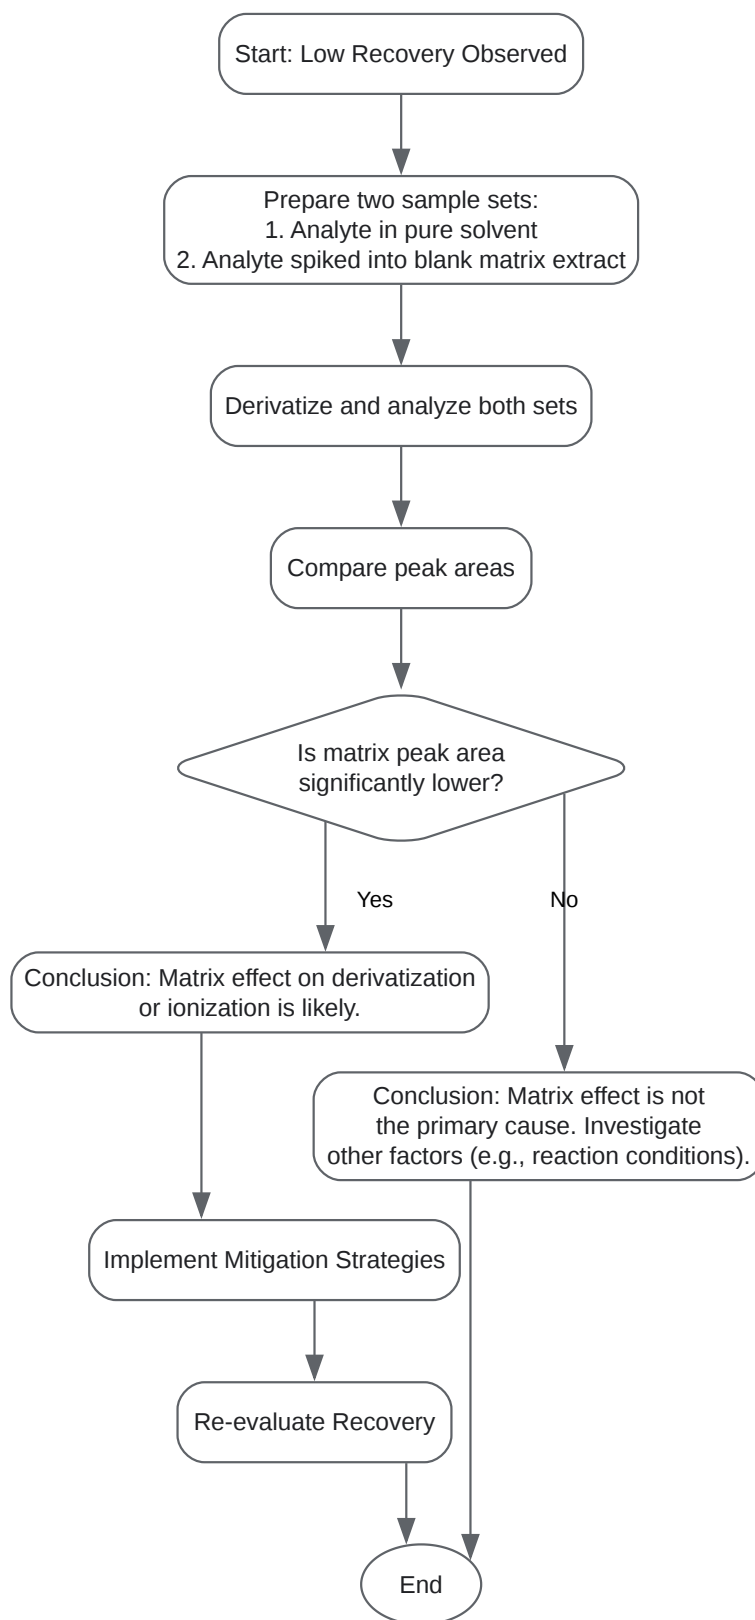 Start: Low Recovery Observed
Prepare two sample sets:
1. Analyte in pure solvent
2. Analyte spiked into blank matrix extract
Derivatize and analyze both sets
Compare peak areas
Is matrix peak area
significantly lower?
Yes
No
Conclusion: Matrix effect on derivatization
or ionization is likely.
Conclusion: Matrix effect is not
the primary cause. Investigate
other factors (e.g., reaction conditions).
Implement Mitigation Strategies
Re-evaluate Recovery
End